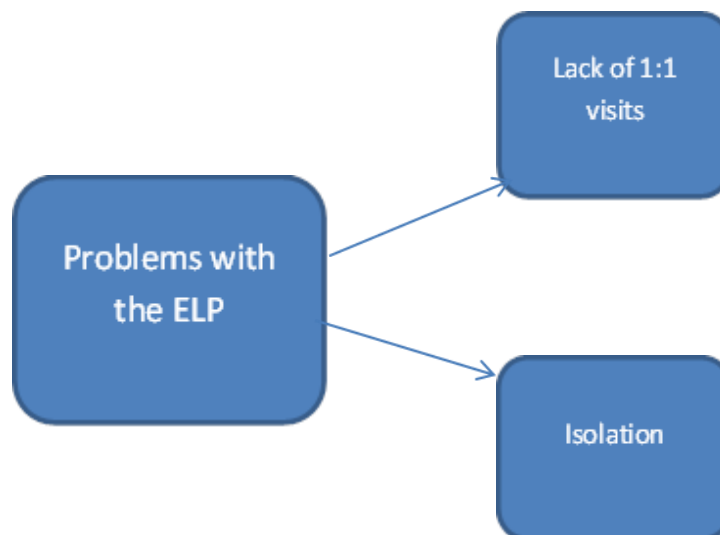 Lack of 1:1
visits
Problems with
the ELP
Isolation